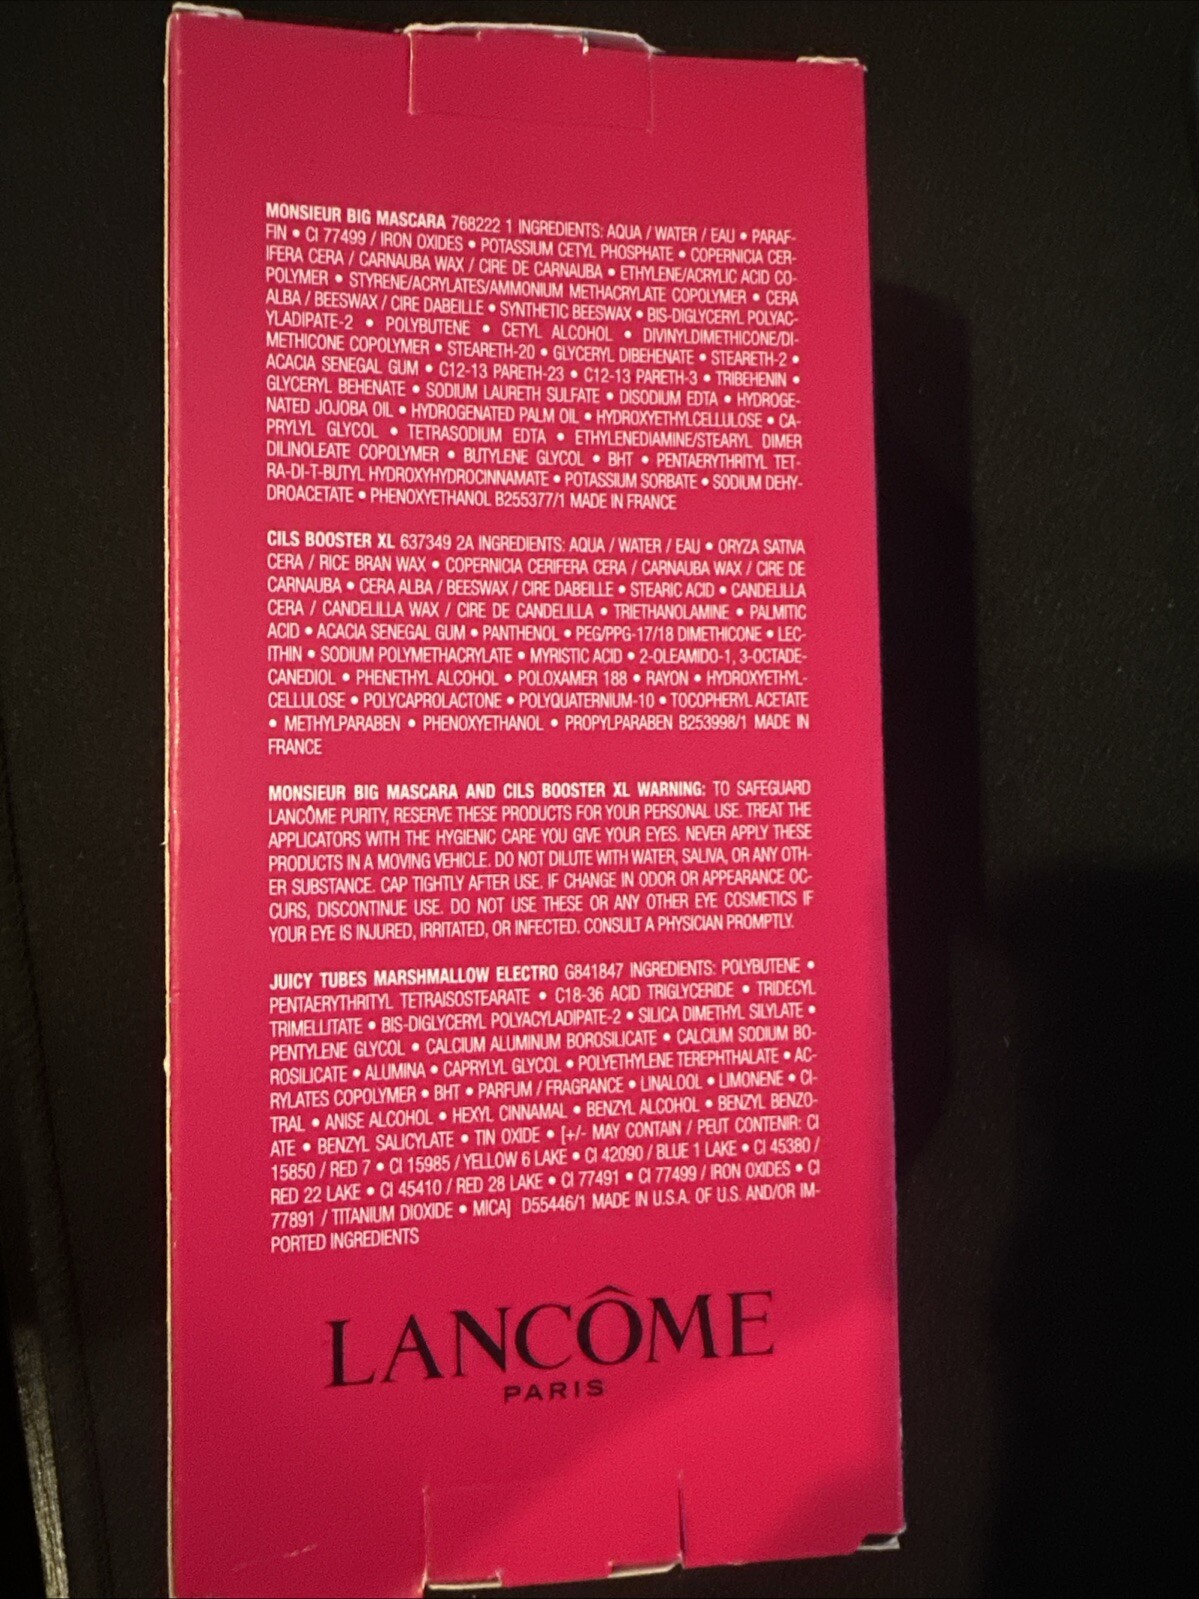 MONSIEUR BIG MASCARA 768222 1 INGREDIENTS: AQUA / WATER / EAU • PARAF-
FIN • CI 77499 / IRON OXIDES • POTASSIUM CETYL PHOSPHATE • COPERNICIA CER-
IFERA CERA / CARNAUBA WAX / CIRE DE CARNAUBA • ETHYLENE/ACRYLIC ACID CO-
POLYMER • STYRENE/ACRYLATES/AMMONIUM METHACRYLATE COPOLYMER • CERA
ALBA / BEESWAX / CIRE DABEILLE • SYNTHETIC BEESWAX • BIS-DIGLYCERYL POLYAC-
YLADIPATE-2 • POLYBUTENE • CETYL ALCOHOL • DIVINYLDIMETHICONE/DI-
METHICONE COPOLYMER • STEARETH-20 • GLYCERYL DIBEHENATE • STEARETH-2 •
ACACIA SENEGAL GUM • C12-13 PARETH-23 • C12-13 PARETH-3 • TRIBEHENIN •
GLYCERYL BEHENATE • SODIUM LAURETH SULFATE • DISODIUM EDTA • HYDROGE-
NATED JOJOBA OIL • HYDROGENATED PALM OIL • HYDROXYETHYLCELLULOSE • CA-
PRYLYL GLYCOL • TETRASODIUM EDTA • ETHYLENEDIAMINE/STEARYL DIMER
DILINOLEATE COPOLYMER • BUTYLENE GLYCOL • BHT • PENTAERYTHRITYL TET-
RA-DI-T-BUTYL HYDROXYHYDROCINNAMATE • POTASSIUM SORBATE • SODIUM DEHY-
DROACETATE • PHENOXYETHANOL B255377/1 MADE IN FRANCE
CILS BOOSTER XL 637349 2A INGREDIENTS: AQUA / WATER / EAU • ORYZA SATIVA
CERA / RICE BRAN WAX • COPERNICIA CERIFERA CERA / CARNAUBA WAX / CIRE DE
CARNAUBA • CERA ALBA / BEESWAX / CIRE DABEILLE • STEARIC ACID • CANDELILLA
CERA / CANDELILLA WAX / CIRE DE CANDELILLA • TRIETHANOLAMINE • PALMITIC
ACID • ACACIA SENEGAL GUM • PANTHENOL • PEG/PPG-17/18 DIMETHICONE • LEC-
ITHIN • SODIUM POLYMETHACRYLATE • MYRISTIC ACID • 2-OLEAMIDO-1, 3-OCTADE-
CANEDIOL • PHENETHYL ALCOHOL • POLOXAMER 188 • RAYON • HYDROXYETHYL-
CELLULOSE • POLYCAPROLACTONE • POLYQUATERNIUM-10 • TOCOPHERYL ACETATE
• METHYLPARABEN • PHENOXYETHANOL • PROPYLPARABEN B253998/1 MADE IN
FRANCE
MONSIEUR BIG MASCARA AND CILS BOOSTER XL WARNING: TO SAFEGUARD
LANCÔME PURITY, RESERVE THESE PRODUCTS FOR YOUR PERSONAL USE. TREAT THE
APPLICATORS WITH THE HYGIENIC CARE YOU GIVE YOUR EYES. NEVER APPLY THESE
PRODUCTS IN A MOVING VEHICLE. DO NOT DILUTE WITH WATER, SALIVA, OR ANY OTH-
ER SUBSTANCE. CAP TIGHTLY AFTER USE. IF CHANGE IN ODOR OR APPEARANCE OC-
CURS, DISCONTINUE USE. DO NOT USE THESE OR ANY OTHER EYE COSMETICS IF
YOUR EYE IS INJURED, IRRITATED, OR INFECTED. CONSULT A PHYSICIAN PROMPTLY.
JUICY TUBES MARSHMALLOW ELECTRO G841847 INGREDIENTS: POLYBUTENE •
PENTAERYTHRITYL TETRAISOSTEARATE • C18-36 ACID TRIGLYCERIDE • TRIDECYL
TRIMELLITATE • BIS-DIGLYCERYL POLYACYLADIPATE-2 • SILICA DIMETHYL SILYLATE •
PENTYLENE GLYCOL • CALCIUM ALUMINUM BOROSILICATE • CALCIUM SODIUM BO-
ROSILICATE • ALUMINA • CAPRYLYL GLYCOL • POLYETHYLENE TEREPHTHALATE • AC-
RYLATES COPOLYMER • BHT • PARFUM / FRAGRANCE • LINALOOL • LIMONENE • CI-
TRAL • ANISE ALCOHOL • HEXYL CINNAMAL • BENZYL ALCOHOL • BENZYL BENZO-
ATE • BENZYL SALICYLATE • TIN OXIDE • [+/- MAY CONTAIN / PEUT CONTENIR: CI
15850 / RED 7 • CI 15985 / YELLOW 6 LAKE • CI 42090 / BLUE 1 LAKE • CI 45380 /
RED 22 LAKE • CI 45410 / RED 28 LAKE • CI 77491 • CI 77499 / IRON OXIDES • CI
77891 / TITANIUM DIOXIDE • MICA] D55446/1 MADE IN U.S.A. OF U.S. AND/OR IM-
PORTED INGREDIENTS
LANCÔME
PARIS